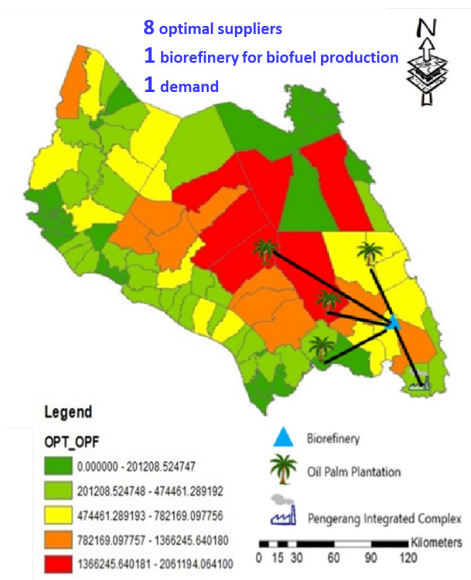 8 optimal suppliers
1 biorefinery for biofuel production
1 demand
N
Legend
OPT_OPF
0.000000 - 201208.524747
201208.524748 - 474461.289192
474461.289193 - 782169.097756
782169.097757 - 1366245.640180
1366245.640181 - 2061194.064100
Biorefinery
Oil Palm Plantation
Pengerang Integrated Complex
Kilometers
0 15 30 60 90 120